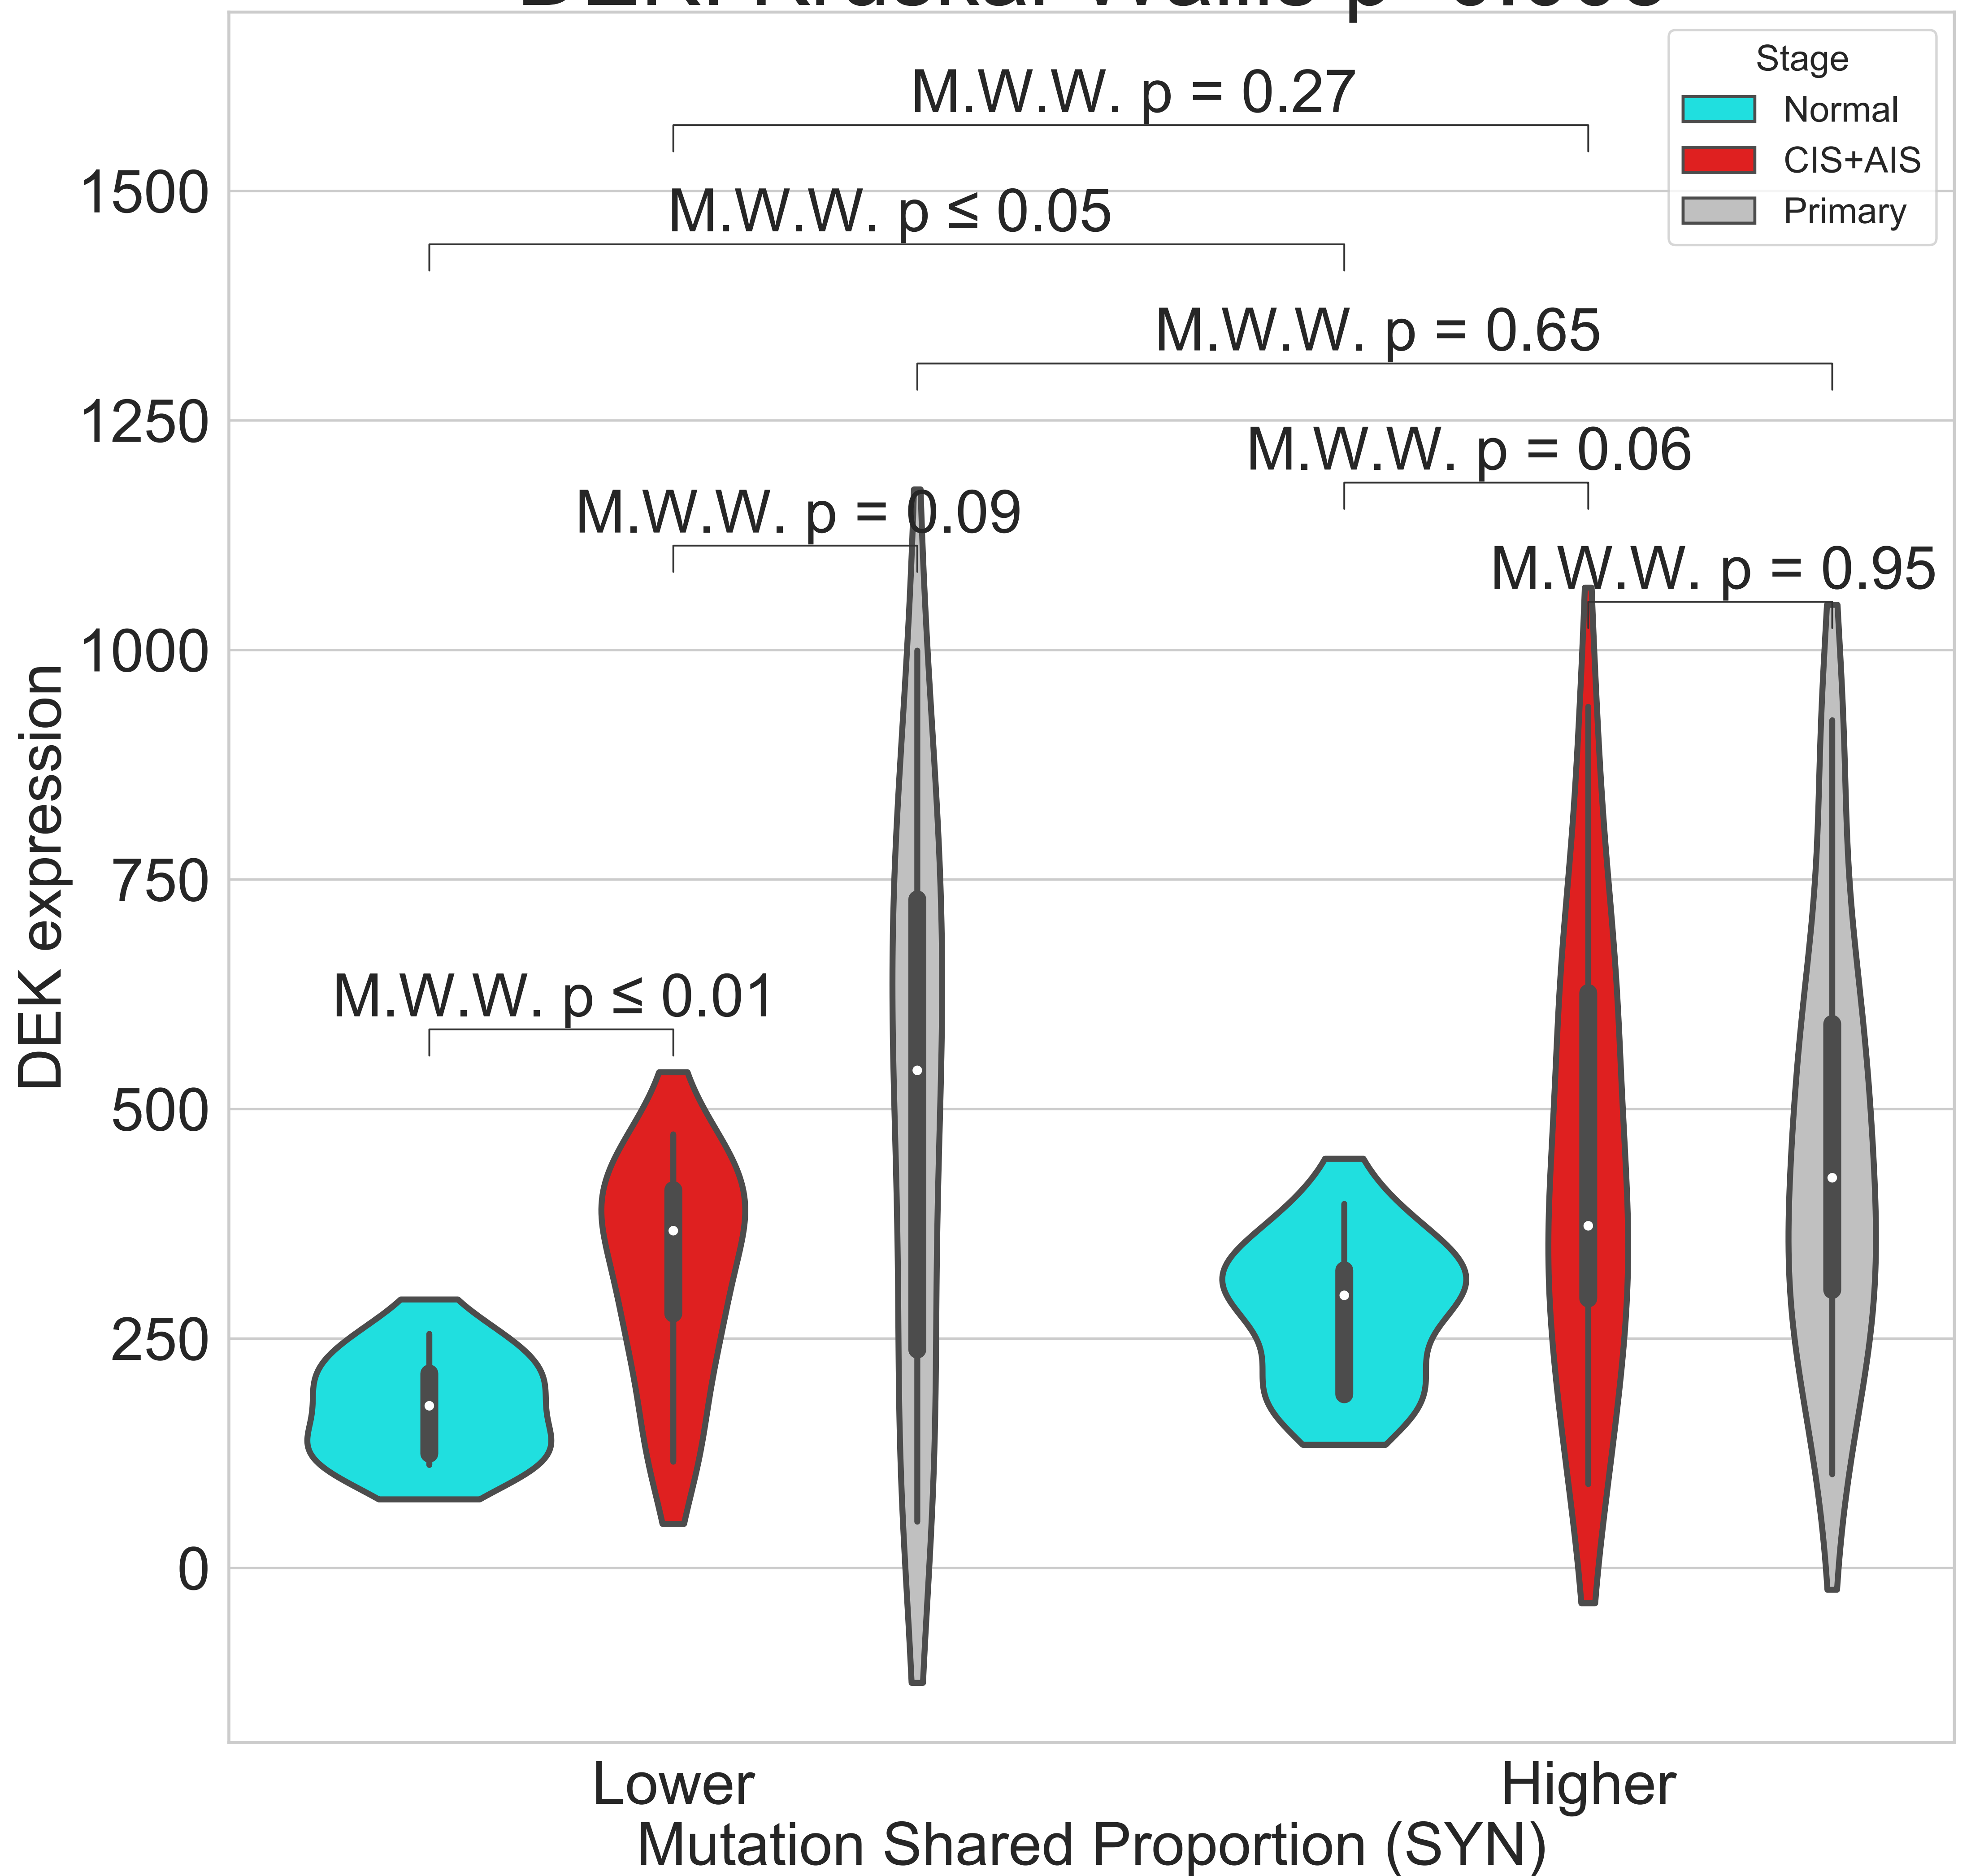 M.W.W. p = 0.27
Stage
Normal
CIS+AIS
Primary
1500
M.W.W. p ≤ 0.05
M.W.W. p = 0.65
1250
M.W.W. p = 0.06
M.W.W. p = 0.09
M.W.W. p = 0.95
1000
DEK expression
750
M.W.W. p ≤ 0.01
500
250
0
Lower
Higher
Mutation Shared Proportion (SYN)